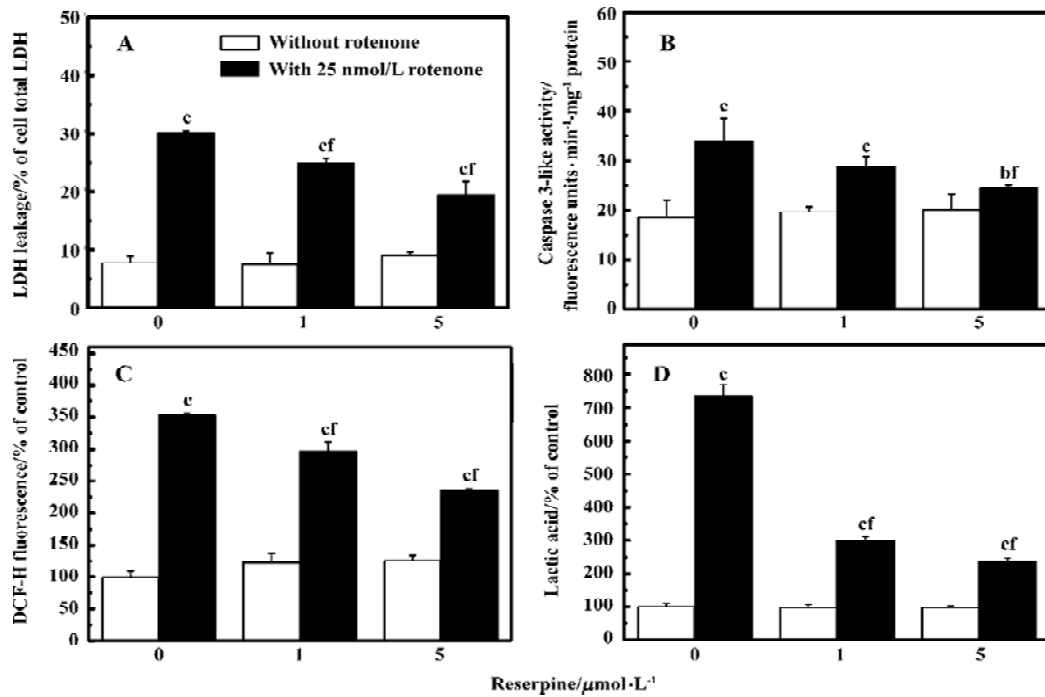 A
Without rotenone
With 25 nmol/L rotenone
LDH leakage/% of cell total LDH
50
40
30
20
10
0
c
cf
cf
0 1 5
B
Caspase 3-like activity/
fluorescence units·min⁻¹·mg⁻¹ protein
60
50
40
30
20
10
0
c
c
bf
0 1 5
C
DCF-H fluorescence/% of control
450
400
350
300
250
200
150
100
50
0
c
cf
cf
0 1 5
D
Lactic acid/% of control
800
700
600
500
400
300
200
100
0
c
cf
cf
0 1 5
Reserpine/μmol·L⁻¹